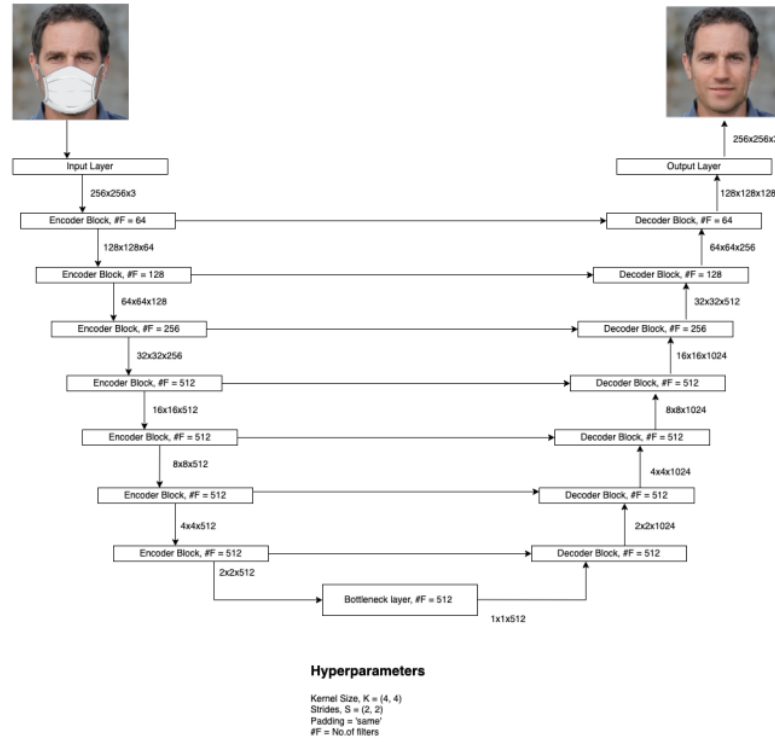 256x256x3
Input Layer
Output Layer
256x256x3
128x128x128
Encoder Block, #F = 64
Decoder Block, #F = 64
128x128x64
64x64x256
Encoder Block, #F = 128
Decoder Block, #F = 128
64x64x128
32x32x512
Encoder Block, #F = 256
Decoder Block, #F = 256
32x32x256
16x16x1024
Encoder Block, #F = 512
Decoder Block, #F = 512
16x16x512
8x8x1024
Encoder Block, #F = 512
Decoder Block, #F = 512
8x8x512
4x4x1024
Encoder Block, #F = 512
Decoder Block, #F = 512
4x4x512
2x2x1024
Encoder Block, #F = 512
Decoder Block, #F = 512
2x2x512
Bottleneck layer, #F = 512
1x1x512
Hyperparameters
Kernel Size, K = (4, 4)
Strides, S = (2, 2)
Padding = 'same'
#F = No.of filters